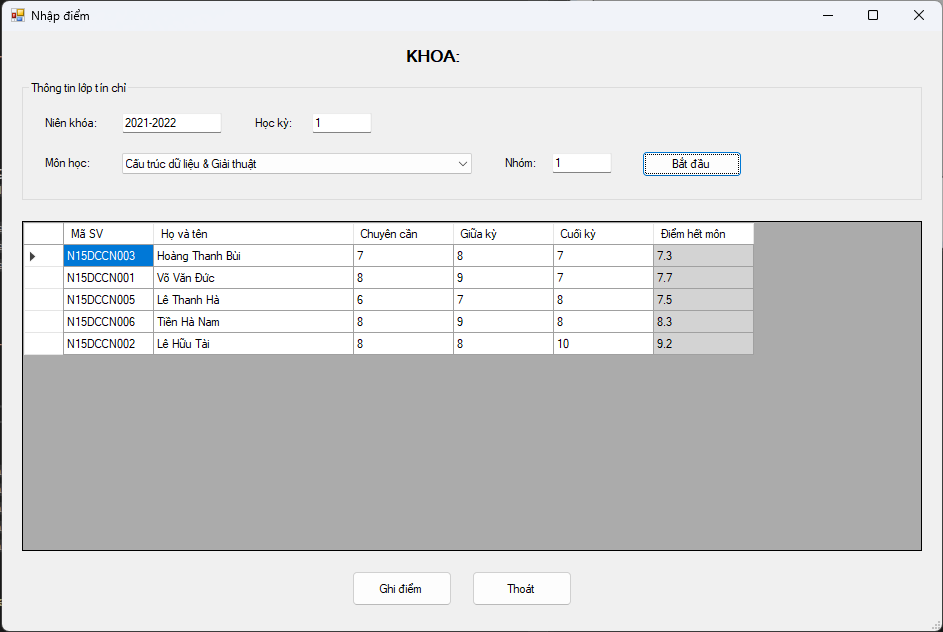 Nhập điểm
KHOA:
Thông tin lớp tín chỉ
Niên khóa: 2021-2022 Học kỳ: 1
Môn học: Cấu trúc dữ liệu & Giải thuật Nhóm: 1 Bắt đầu
Mã SV Họ và tên Chuyên cần Giữa kỳ Cuối kỳ Điểm hết môn
N15DCCN003 Hoàng Thanh Bùi 7 8 7 7.3
N15DCCN001 Võ Văn Đức 8 9 7 7.7
N15DCCN005 Lê Thanh Hà 6 7 8 7.5
N15DCCN006 Tiền Hà Nam 8 9 8 8.3
N15DCCN002 Lê Hữu Tài 8 8 10 9.2
Ghi điểm Thoát